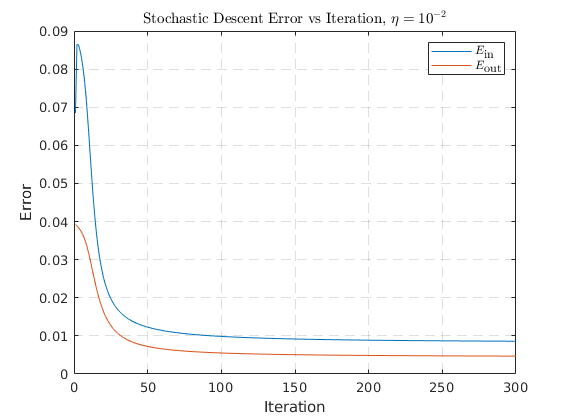 Stochastic Descent Error vs Iteration, η = 10⁻²
E_in
E_out
0.09
0.08
0.07
0.06
0.05
0.04
0.03
0.02
0.01
0
Error
0 50 100 150 200 250 300
Iteration